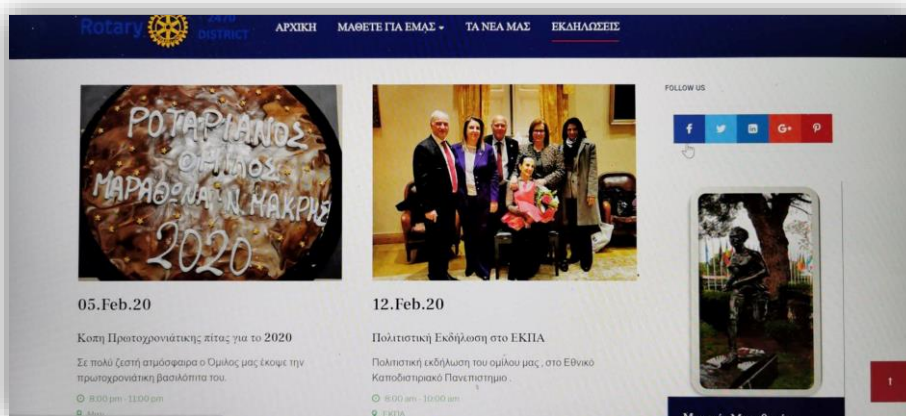 Rotary
2470
DISTRICT
ΑΡΧΙΚΗ ΜΑΘΕΤΕ ΓΙΑ ΕΜΑΣ ΤΑ ΝΕΑ ΜΑΣ ΕΚΔΗΛΩΣΕΙΣ
ΡΟΤΑΡΙΑΝΟΣ
ΟΜΙΛΟΣ
ΜΑΡΑΘΩΝΑ Ν.ΜΑΚΡΗΣ
2020
05.Feb.20
Κοπη Πρωτοχρονιάτικης πίτας για το 2020
Σε πολύ ζεστή ατμόσφαιρα ο Όμιλος μας έκοψε την
πρωτοχρονιάτικη βασιλόπιτα του.
8:00 pm - 11:00 pm
12.Feb.20
Πολιτιστική Εκδήλωση στο ΕΚΠΑ
Πολιτιστική εκδήλωση του ομίλου μας , στο Εθνικό
Καποδιστιριακό Πανεπιστημιο .
8:00 am - 10:00 am
ΕΚΠΑ
FOLLOW US
f G+